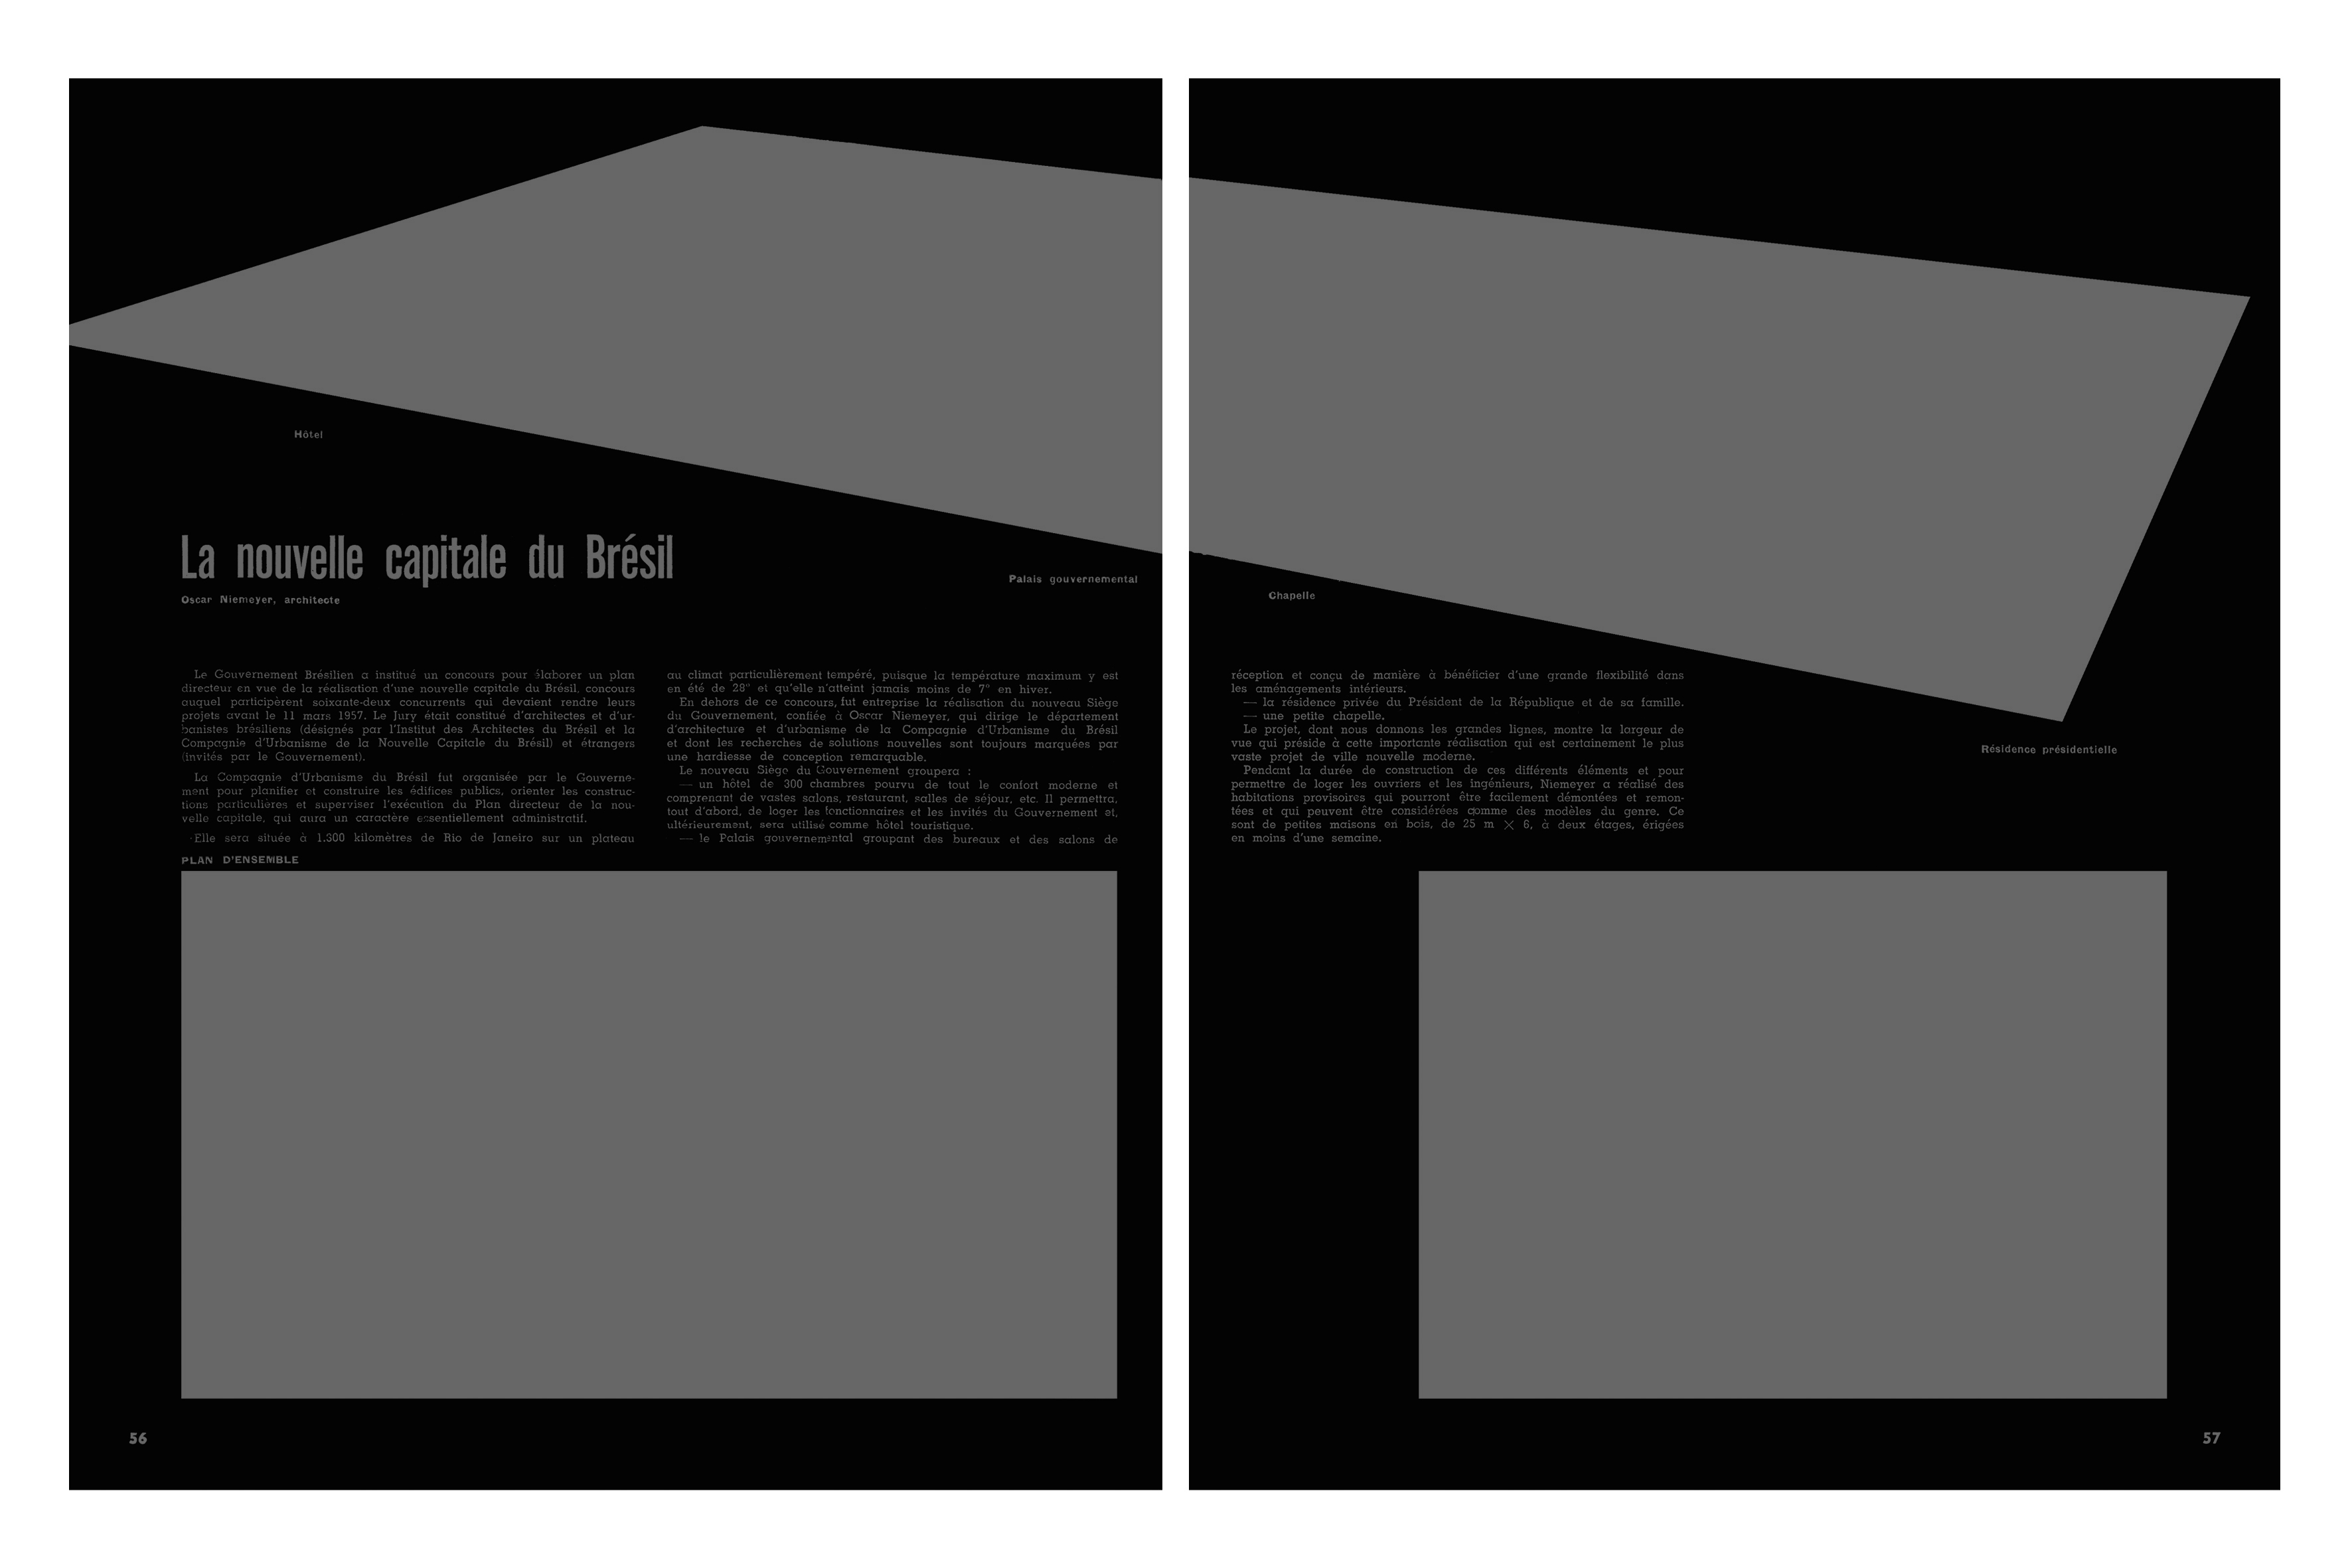 Hôtel
La nouvelle capitale du Brésil
Oscar Niemeyer, architecte
Palais gouvernemental
Le Gouvernement Brésilien a institué un concours pour élaborer un plan
directeur en vue de la réalisation d'une nouvelle capitale du Brésil, concours
auquel participèrent soixante-deux concurrents qui devaient rendre leurs
projets avant le 11 mars 1957. Le Jury était constitué d'architectes et d'ur-
banistes brésiliens (désignés par l'Institut des Architectes du Brésil et la
Compagnie d'Urbanisme de la Nouvelle Capitale du Brésil) et étrangers
(invités par le Gouvernement).
La Compagnie d'Urbanisme du Brésil fut organisée par le Gouverne-
ment pour planifier et construire les édifices publics, orienter les construc-
tions particulières et superviser l'exécution du Plan directeur de la nou-
velle capitale, qui aura un caractère essentiellement administratif.
Elle sera située à 1.300 kilomètres de Rio de Janeiro sur un plateau
au climat particulièrement tempéré, puisque la température maximum y est
en été de 28° et qu'elle n'atteint jamais moins de 7° en hiver.
En dehors de ce concours, fut entreprise la réalisation du nouveau Siège
du Gouvernement, confiée à Oscar Niemeyer, qui dirige le département
d'architecture et d'urbanisme de la Compagnie d'Urbanisme du Brésil
et dont les recherches de solutions nouvelles sont toujours marquées par
une hardiesse de conception remarquable.
Le nouveau Siège du Gouvernement groupera :
— un hôtel de 300 chambres pourvu de tout le confort moderne et
comprenant de vastes salons, restaurant, salles de séjour, etc. Il permettra,
tout d'abord, de loger les fonctionnaires et les invités du Gouvernement et,
ultérieurement, sera utilisé comme hôtel touristique.
— le Palais gouvernemental groupant des bureaux et des salons de
PLAN D'ENSEMBLE
56
Chapelle
réception et conçu de manière à bénéficier d'une grande flexibilité dans
les aménagements intérieurs.
— la résidence privée du Président de la République et de sa famille.
— une petite chapelle.
Le projet, dont nous donnons les grandes lignes, montre la largeur de
vue qui préside à cette importante réalisation qui est certainement le plus
vaste projet de ville nouvelle moderne.
Pendant la durée de construction de ces différents éléments et pour
permettre de loger les ouvriers et les ingénieurs, Niemeyer a réalisé des
habitations provisoires qui pourront être facilement démontées et remon-
tées et qui peuvent être considérées comme des modèles du genre. Ce
sont de petites maisons en bois, de 25 m × 6, à deux étages, érigées
en moins d'une semaine.
Résidence présidentielle
57